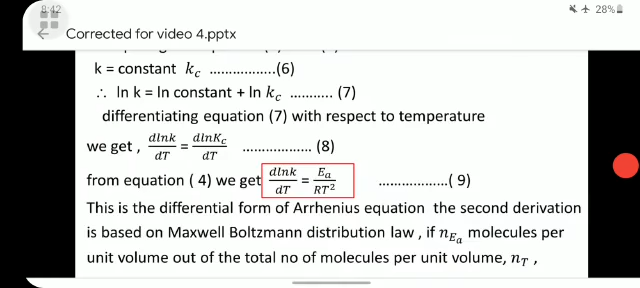 8:42
28%
Corrected for video 4.pptx
k = constant k_c .................(6)
∴ ln k = ln constant + ln k_c ........... (7)
differentiating equation (7) with respect to temperature
we get , dlnk/dT = dlnK_c/dT .................. (8)
from equation ( 4) we get dlnk/dT = E_a/RT² ..................( 9)
This is the differential form of Arrhenius equation the second derivation
is based on Maxwell Boltzmann distribution law , if n_{E_a} molecules per
unit volume out of the total no of molecules per unit volume, n_T ,